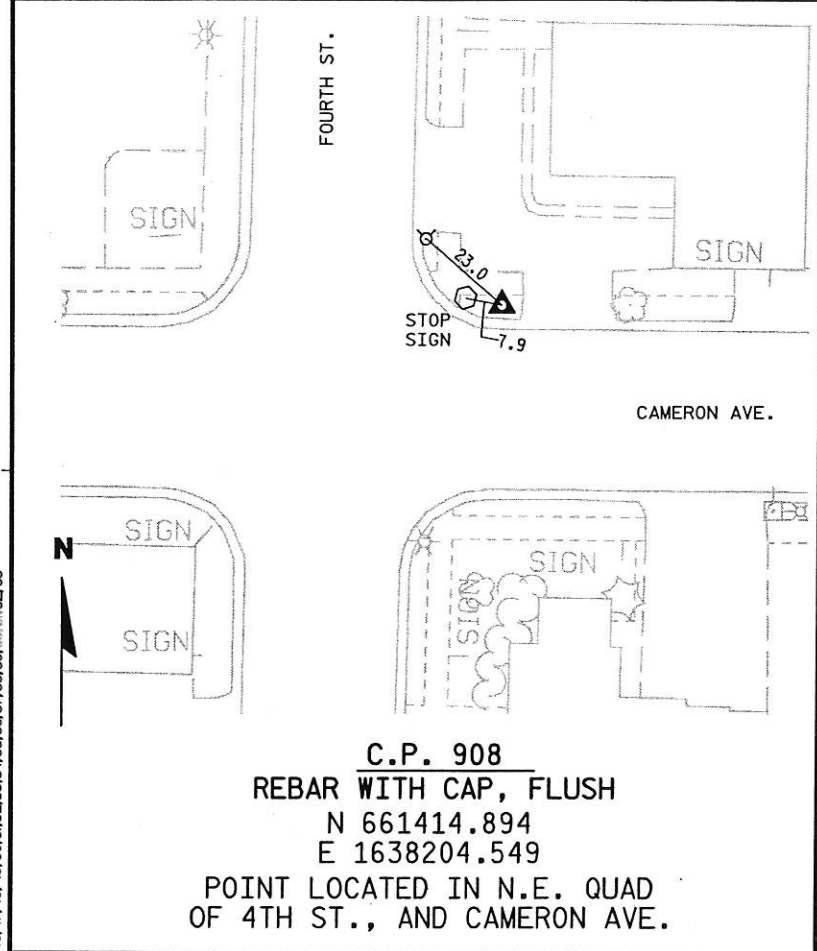 FOURTH ST.
SIGN
SIGN
23.0
STOP
SIGN
7.9
CAMERON AVE.
SIGN
N
SIGN
SIGN
SIGN
C.P. 908
REBAR WITH CAP, FLUSH
N 661414.894
E 1638204.549
POINT LOCATED IN N.E. QUAD
OF 4TH ST., AND CAMERON AVE.